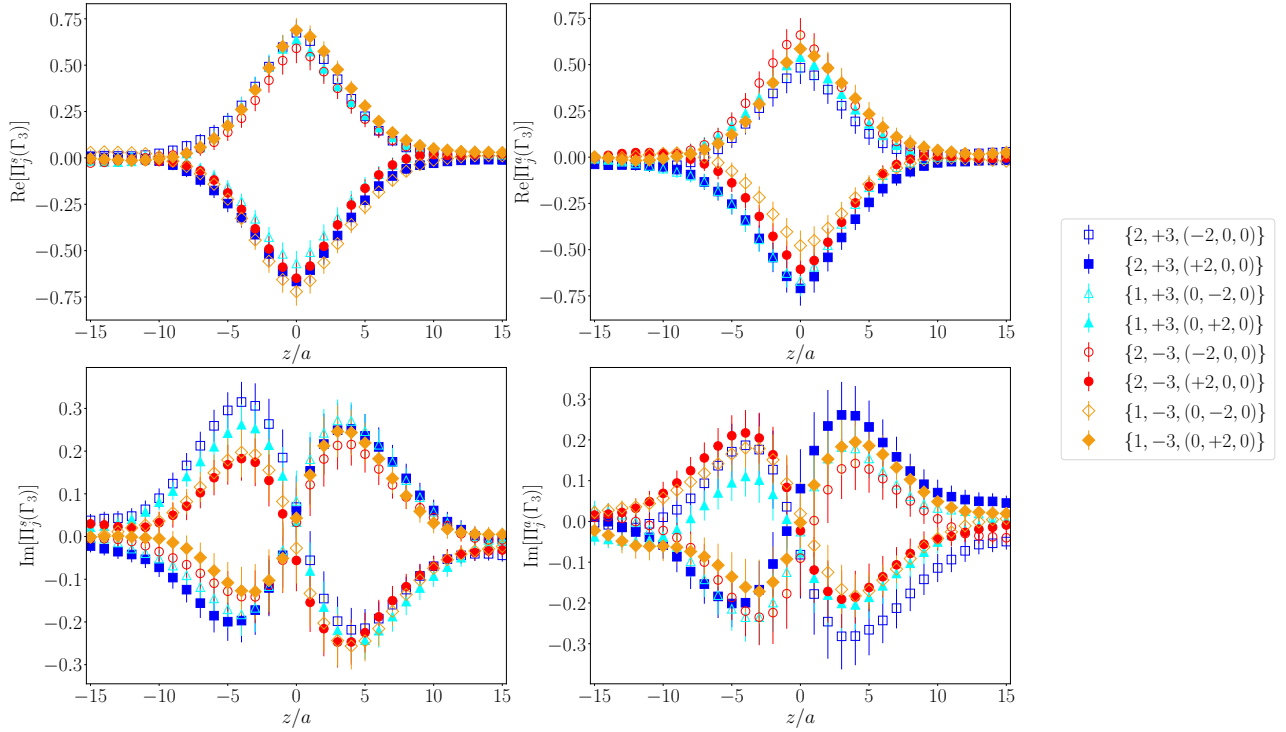 Re[Π^s_j(Γ_3)]
0.75
0.50
0.25
0.00
−0.25
−0.50
−0.75
−15 −10 −5 0 5 10 15
z/a
Re[Π^a_j(Γ_3)]
0.75
0.50
0.25
0.00
−0.25
−0.50
−0.75
−15 −10 −5 0 5 10 15
z/a
Im[Π^s_j(Γ_3)]
0.3
0.2
0.1
0.0
−0.1
−0.2
−0.3
−15 −10 −5 0 5 10 15
z/a
Im[Π^a_j(Γ_3)]
0.3
0.2
0.1
0.0
−0.1
−0.2
−0.3
−15 −10 −5 0 5 10 15
z/a
{2, +3, (−2, 0, 0)}
{2, +3, (+2, 0, 0)}
{1, +3, (0, −2, 0)}
{1, +3, (0, +2, 0)}
{2, −3, (−2, 0, 0)}
{2, −3, (+2, 0, 0)}
{1, −3, (0, −2, 0)}
{1, −3, (0, +2, 0)}